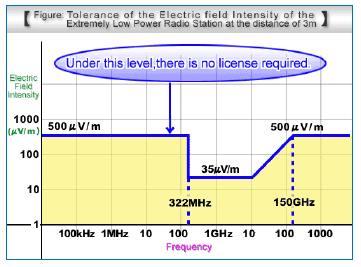 Figure: Tolerance of the Electric field Intensity of the
Extremely Low Power Radio Station at the distance of 3m
Under this level,there is no license required.
Electric
Field
Intensity
1000
(μV/m)
500μV/m
500μV/m
100
35μV/m
10
322MHz
150GHz
1
100kHz 1MHz 10 100 1GHz 10 100 1000
Frequency